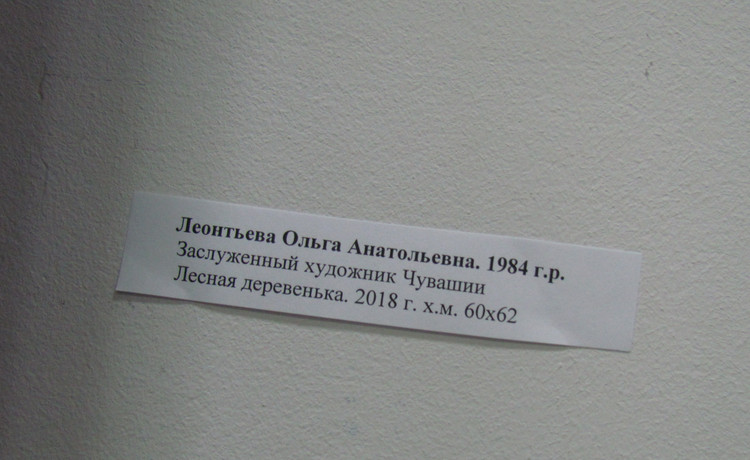 Леонтьева Ольга Анатольевна. 1984 г.р.
Заслуженный художник Чувашии
Лесная деревенька. 2018 г. х.м. 60х62